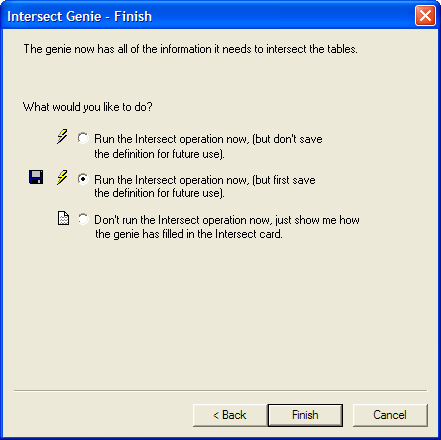 Intersect Genie - Finish
The genie now has all of the information it needs to intersect the tables.
What would you like to do?
Run the Intersect operation now, (but don't save
the definition for future use).
Run the Intersect operation now, (but first save
the definition for future use).
Don't run the Intersect operation now, just show me how
the genie has filled in the Intersect card.
< Back Finish Cancel